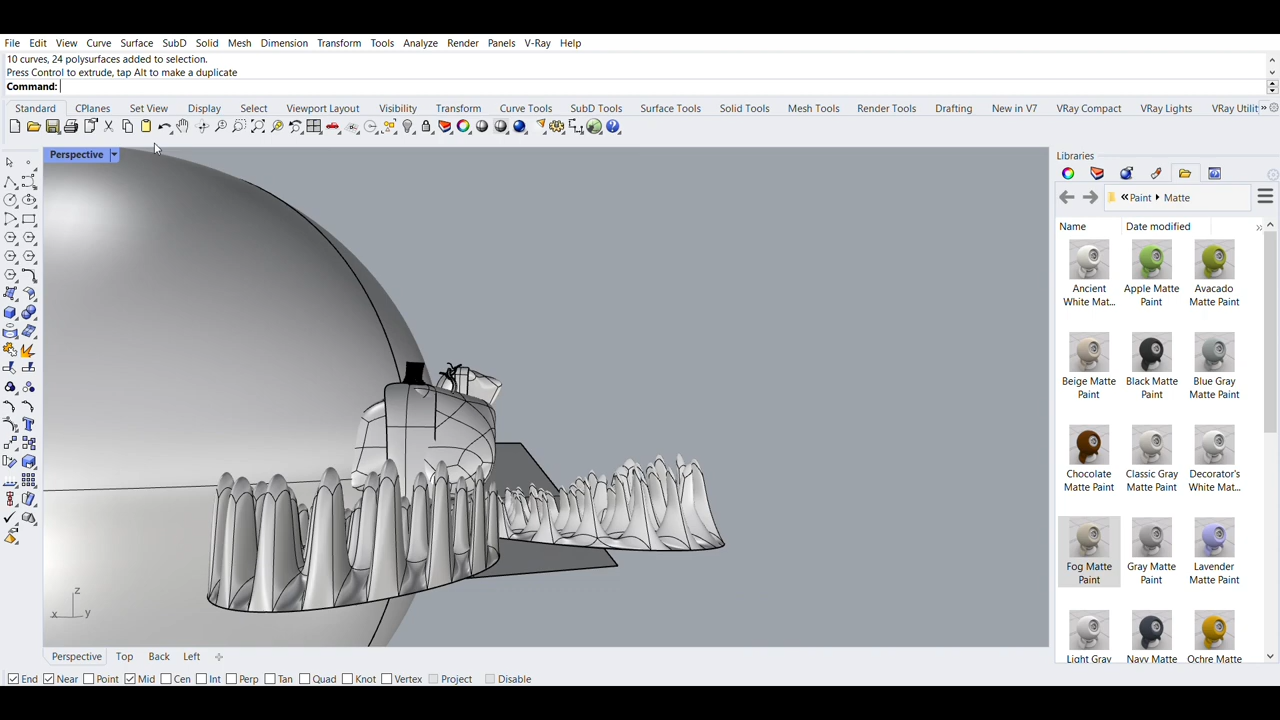 File Edit View Curve Surface SubD Solid Mesh Dimension Transform Tools Analyze Render Panels V-Ray Help
10 curves, 24 polysurfaces added to selection.
Press Control to extrude, tap Alt to make a duplicate
Command:
Standard CPlanes Set View Display Select Viewport Layout Visibility Transform Curve Tools SubD Tools Surface Tools Solid Tools Mesh Tools Render Tools Drafting New in V7 VRay Compact VRay Lights VRay Utilit »
Perspective
Libraries
«Paint Matte
Name Date modified »
Ancient White Mat...
Apple Matte Paint
Avacado Matte Paint
Beige Matte Paint
Black Matte Paint
Blue Gray Matte Paint
Chocolate Matte Paint
Classic Gray Matte Paint
Decorator's White Mat...
Fog Matte Paint
Gray Matte Paint
Lavender Matte Paint
Light Gray
Navy Matte
Ochre Matte
z
x y
Perspective Top Back Left
End Near Point Mid Cen Int Perp Tan Quad Knot Vertex Project Disable